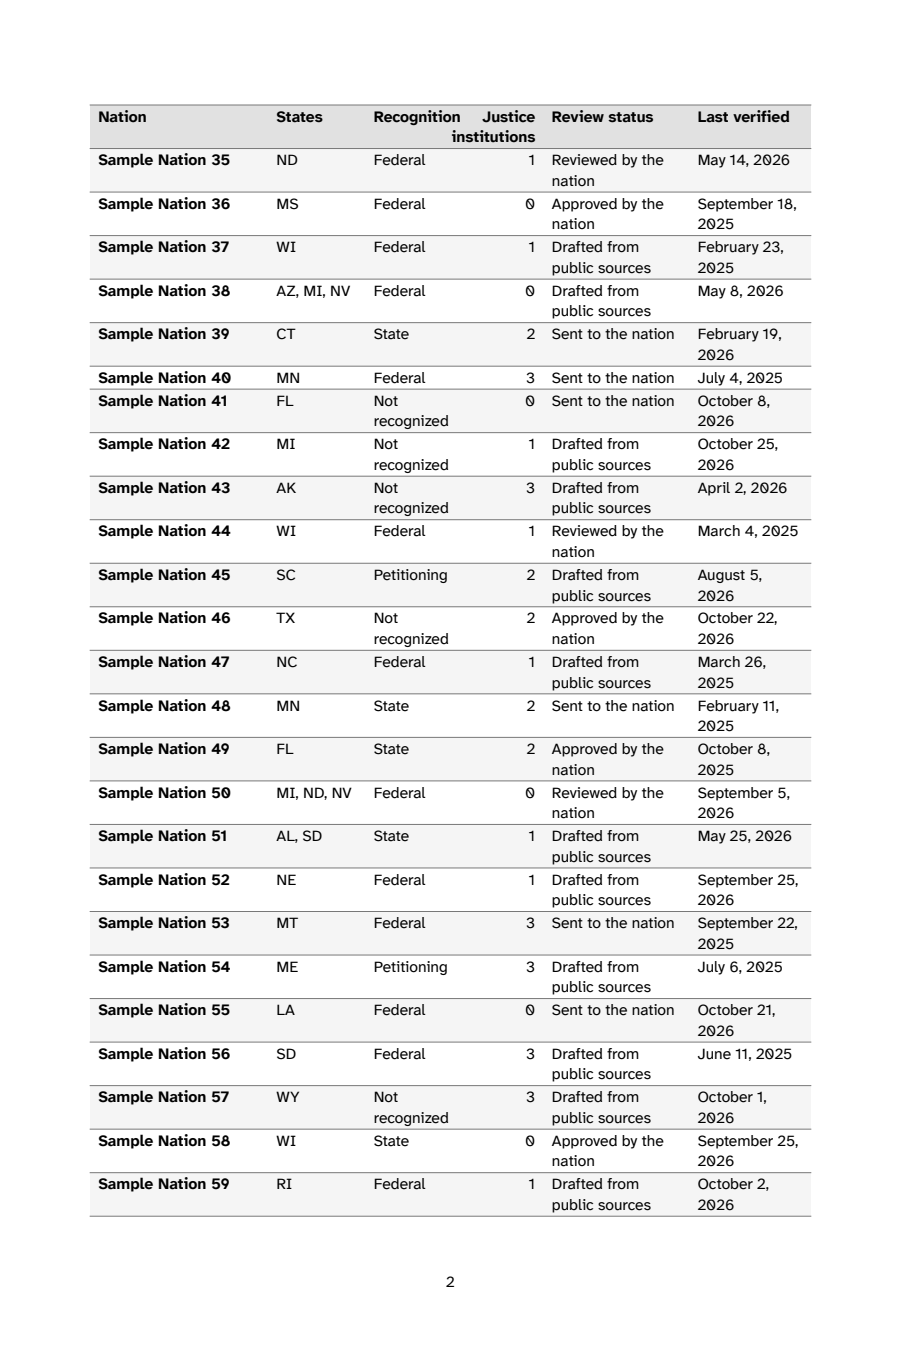 Nation States Recognition Justice institutions Review status Last verified
Sample Nation 35 ND Federal 1 Reviewed by the nation May 14, 2026
Sample Nation 36 MS Federal 0 Approved by the nation September 18, 2025
Sample Nation 37 WI Federal 1 Drafted from public sources February 23, 2025
Sample Nation 38 AZ, MI, NV Federal 0 Drafted from public sources May 8, 2026
Sample Nation 39 CT State 2 Sent to the nation February 19, 2026
Sample Nation 40 MN Federal 3 Sent to the nation July 4, 2025
Sample Nation 41 FL Not recognized 0 Sent to the nation October 8, 2026
Sample Nation 42 MI Not recognized 1 Drafted from public sources October 25, 2026
Sample Nation 43 AK Not recognized 3 Drafted from public sources April 2, 2026
Sample Nation 44 WI Federal 1 Reviewed by the nation March 4, 2025
Sample Nation 45 SC Petitioning 2 Drafted from public sources August 5, 2026
Sample Nation 46 TX Not recognized 2 Approved by the nation October 22, 2026
Sample Nation 47 NC Federal 1 Drafted from public sources March 26, 2025
Sample Nation 48 MN State 2 Sent to the nation February 11, 2025
Sample Nation 49 FL State 2 Approved by the nation October 8, 2025
Sample Nation 50 MI, ND, NV Federal 0 Reviewed by the nation September 5, 2026
Sample Nation 51 AL, SD State 1 Drafted from public sources May 25, 2026
Sample Nation 52 NE Federal 1 Drafted from public sources September 25, 2026
Sample Nation 53 MT Federal 3 Sent to the nation September 22, 2025
Sample Nation 54 ME Petitioning 3 Drafted from public sources July 6, 2025
Sample Nation 55 LA Federal 0 Sent to the nation October 21, 2026
Sample Nation 56 SD Federal 3 Drafted from public sources June 11, 2025
Sample Nation 57 WY Not recognized 3 Drafted from public sources October 1, 2026
Sample Nation 58 WI State 0 Approved by the nation September 25, 2026
Sample Nation 59 RI Federal 1 Drafted from public sources October 2, 2026
2